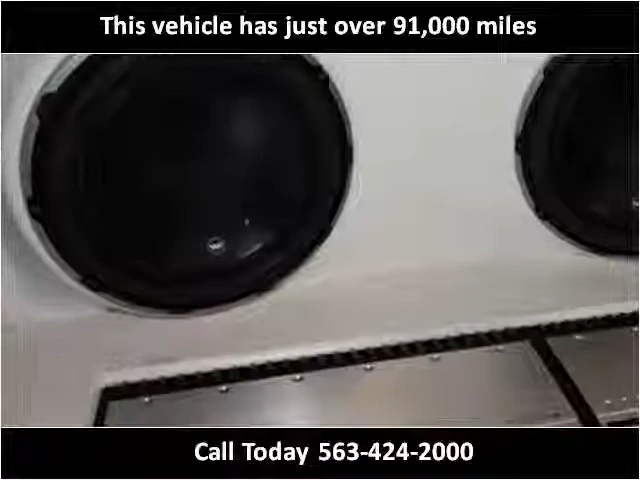 This vehicle has just over 91,000 miles
Call Today 563-424-2000